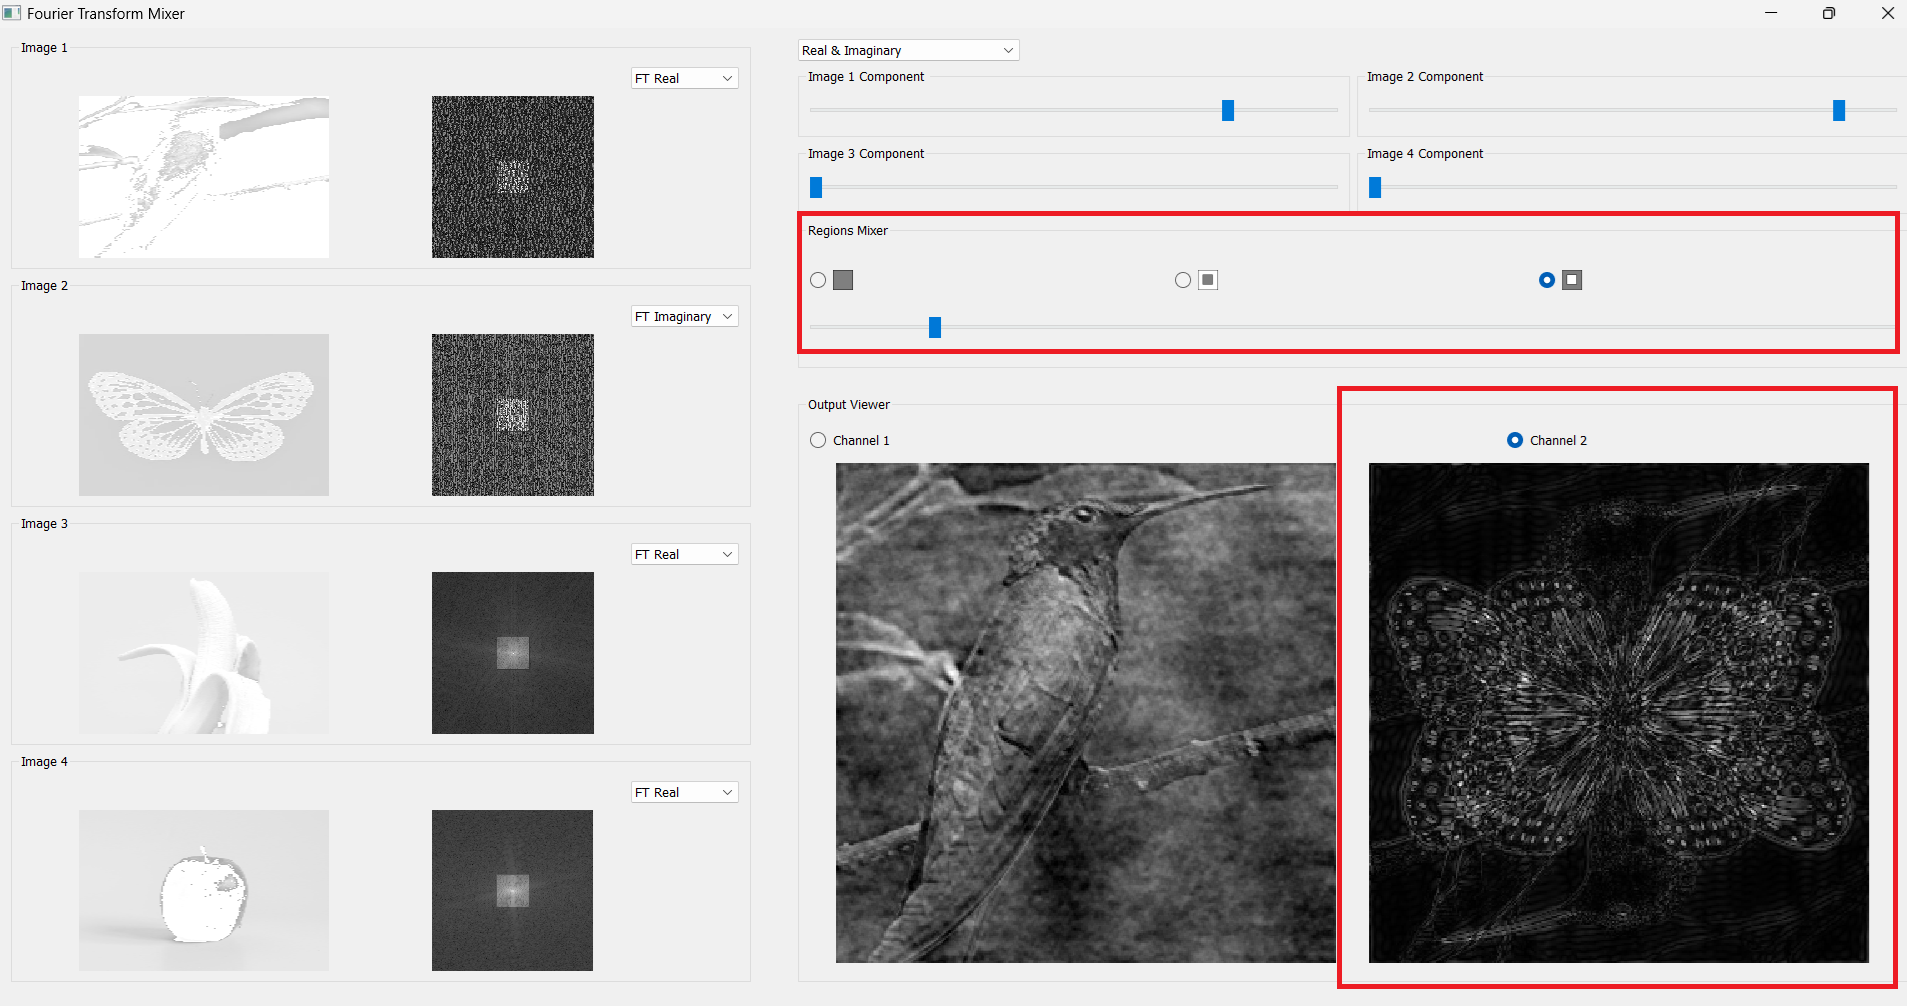 Fourier Transform Mixer
Image 1
FT Real
Image 2
FT Imaginary
Image 3
FT Real
Image 4
FT Real
Real & Imaginary
Image 1 Component
Image 2 Component
Image 3 Component
Image 4 Component
Regions Mixer
Output Viewer
Channel 1
Channel 2